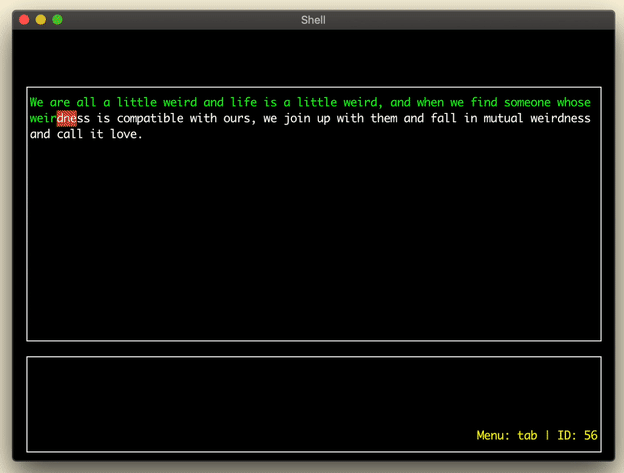 Shell
We are all a little weird and life is a little weird, and when we find someone whose
weirdness is compatible with ours, we join up with them and fall in mutual weirdness
and call it love.
Menu: tab | ID: 56